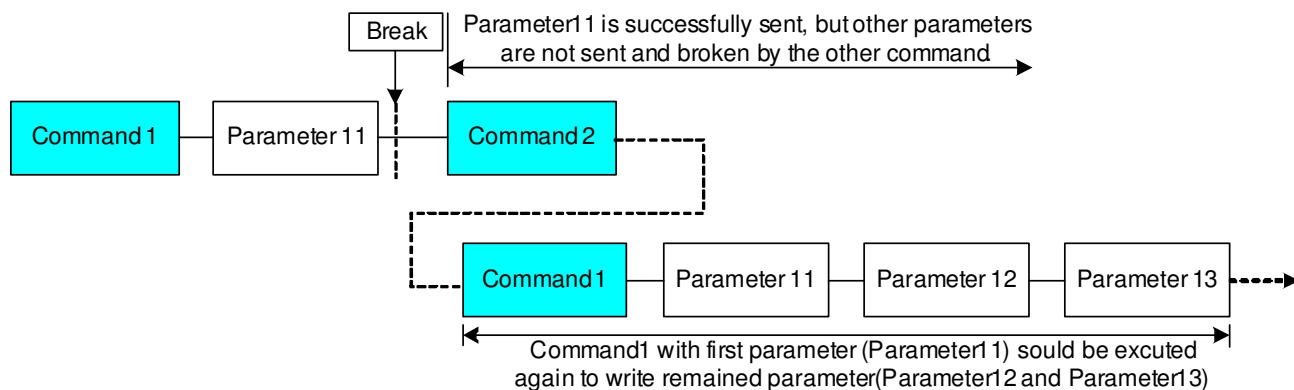 Break
Parameter11 is successfully sent, but other parameters
are not sent and broken by the other command.
Command 1
Parameter 11
Command 2
Command1
Parameter 11
Parameter 12
Parameter 13
Command1 with first parameter (Parameter11) sould be excuted
again to write remained parameter(Parameter12 and Parameter13)